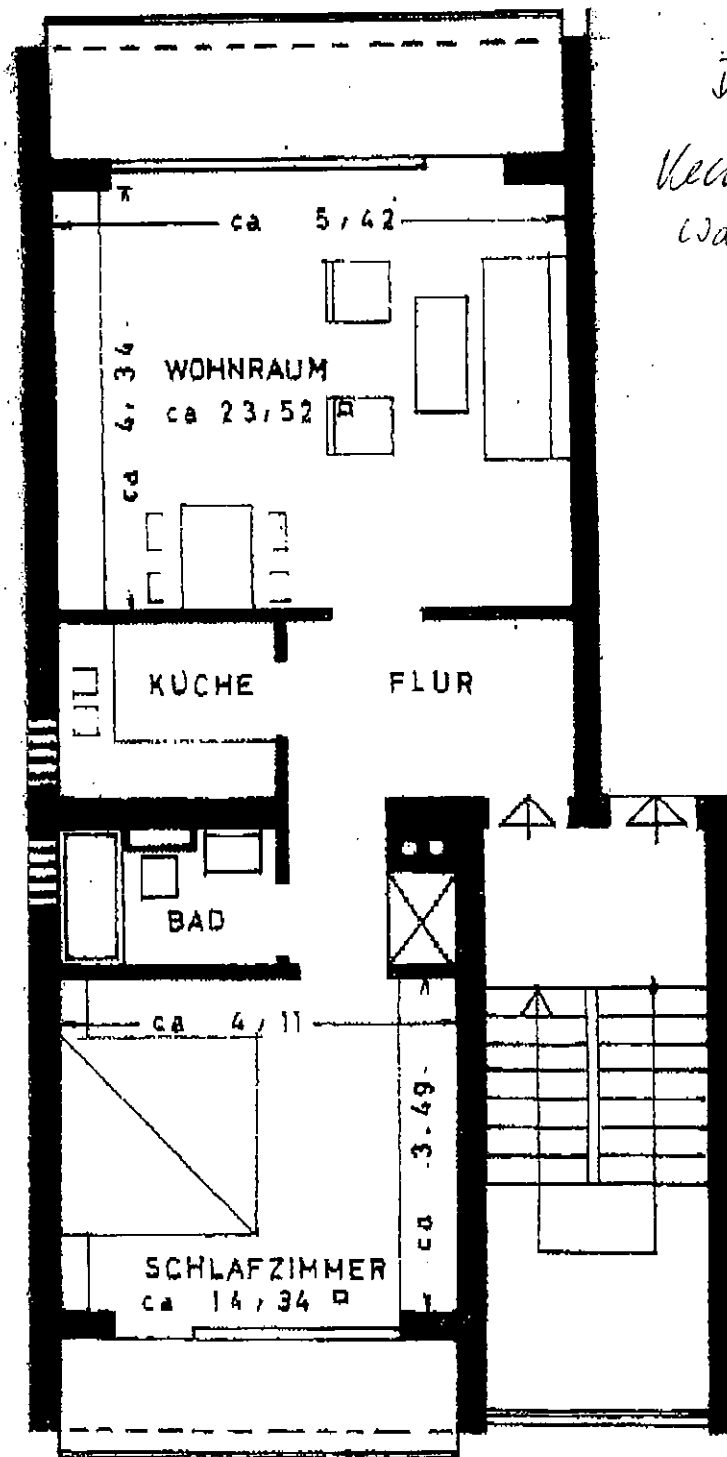 ca 5,42
WOHNRAUM
ca 23,52
ca 4,34
KÜCHE
FLUR
BAD
ca 4,11
ca 3.49
SCHLAFZIMMER
ca 14,34